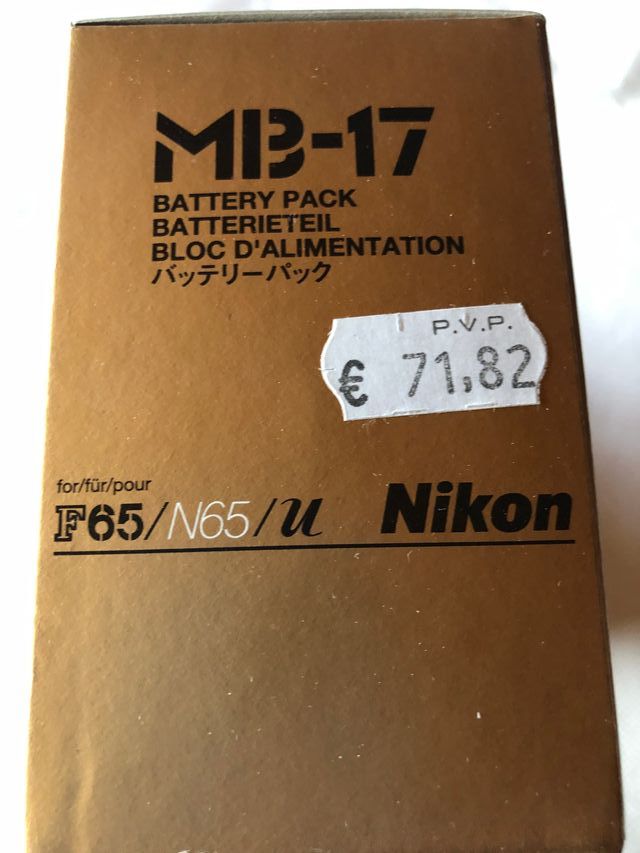 MB-17
BATTERY PACK
BATTERIETEIL
BLOC D'ALIMENTATION
バッテリーパック
P.V.P.
€ 71,82
for/für/pour
F65/N65/u Nikon